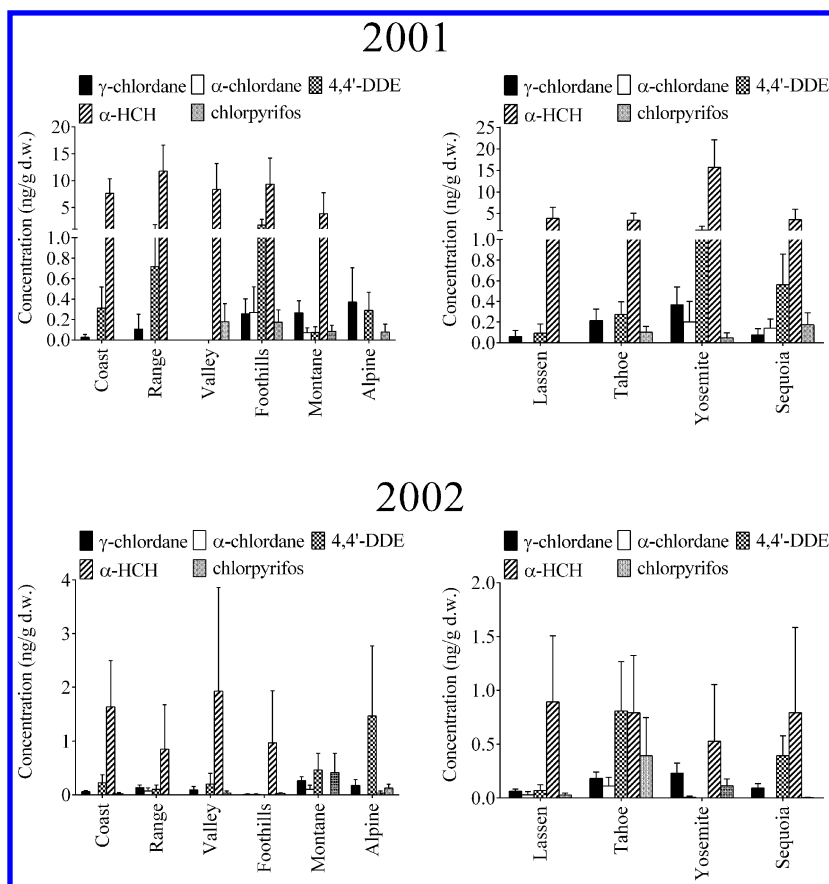 2001
γ-chlordane α-chlordane 4,4'-DDE
α-HCH chlorpyrifos
Concentration (ng/g d.w.)
20
15
10
5
1.0
0.8
0.6
0.4
0.2
0.0
Coast
Range
Valley
Foothills
Montane
Alpine
γ-chlordane α-chlordane 4,4'-DDE
α-HCH chlorpyrifos
Concentration (ng/g d.w.)
25
20
15
10
5
1.0
0.8
0.6
0.4
0.2
0.0
Lassen
Tahoe
Yosemite
Sequoia
2002
γ-chlordane α-chlordane 4,4'-DDE
α-HCH chlorpyrifos
Concentration (ng/g d.w.)
4
3
2
1
0
Coast
Range
Valley
Foothills
Montane
Alpine
γ-chlordane α-chlordane 4,4'-DDE
α-HCH chlorpyrifos
Concentration (ng/g d.w.)
2.0
1.5
1.0
0.5
0.0
Lassen
Tahoe
Yosemite
Sequoia